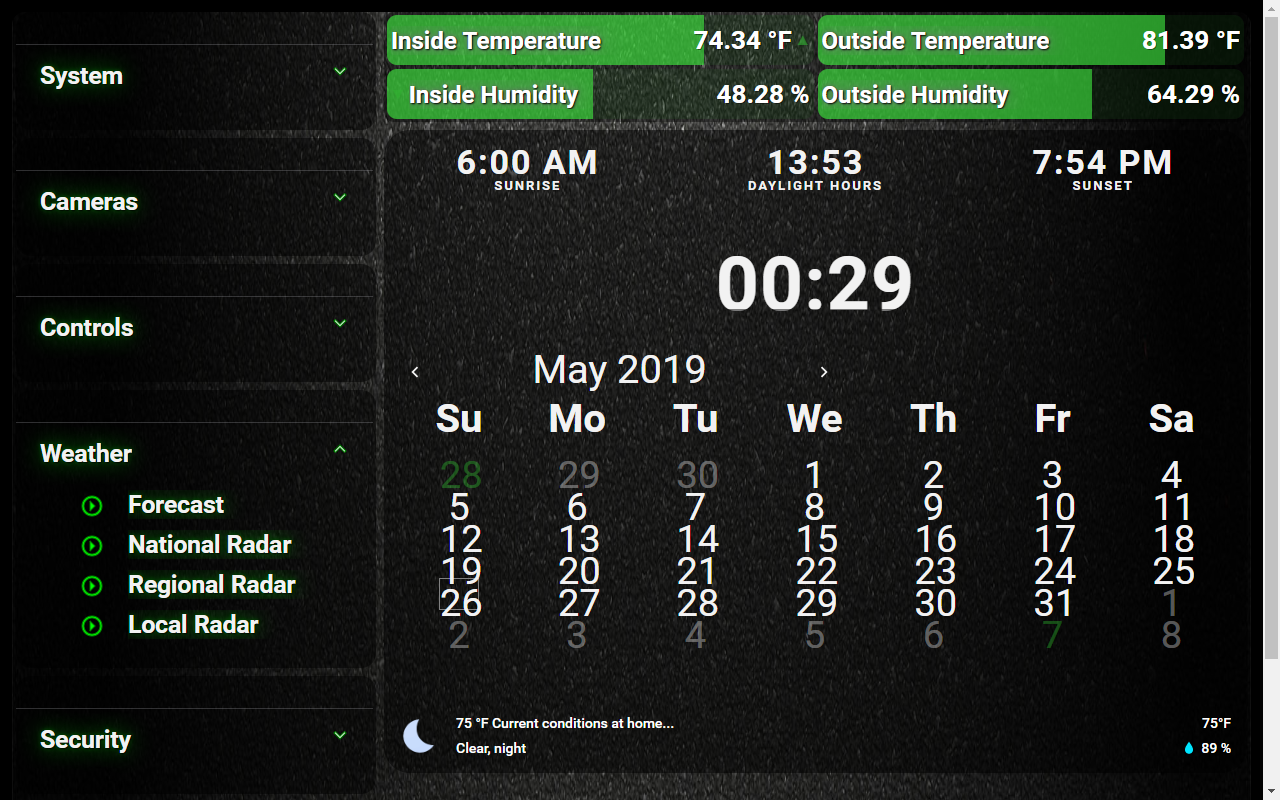 System
Cameras
Controls
Weather
Forecast
National Radar
Regional Radar
Local Radar
Security
Inside Temperature 74.34 °F
Outside Temperature 81.39 °F
Inside Humidity 48.28 %
Outside Humidity 64.29 %
6:00 AM 13:53 7:54 PM
SUNRISE DAYLIGHT HOURS SUNSET
00:29
May 2019
Su Mo Tu We Th Fr Sa
28 29 30 1 2 3 4
5 6 7 8 9 10 11
12 13 14 15 16 17 18
19 20 21 22 23 24 25
26 27 28 29 30 31 1
2 3 4 5 6 7 8
75 °F Current conditions at home... 75°F
Clear, night 89 %